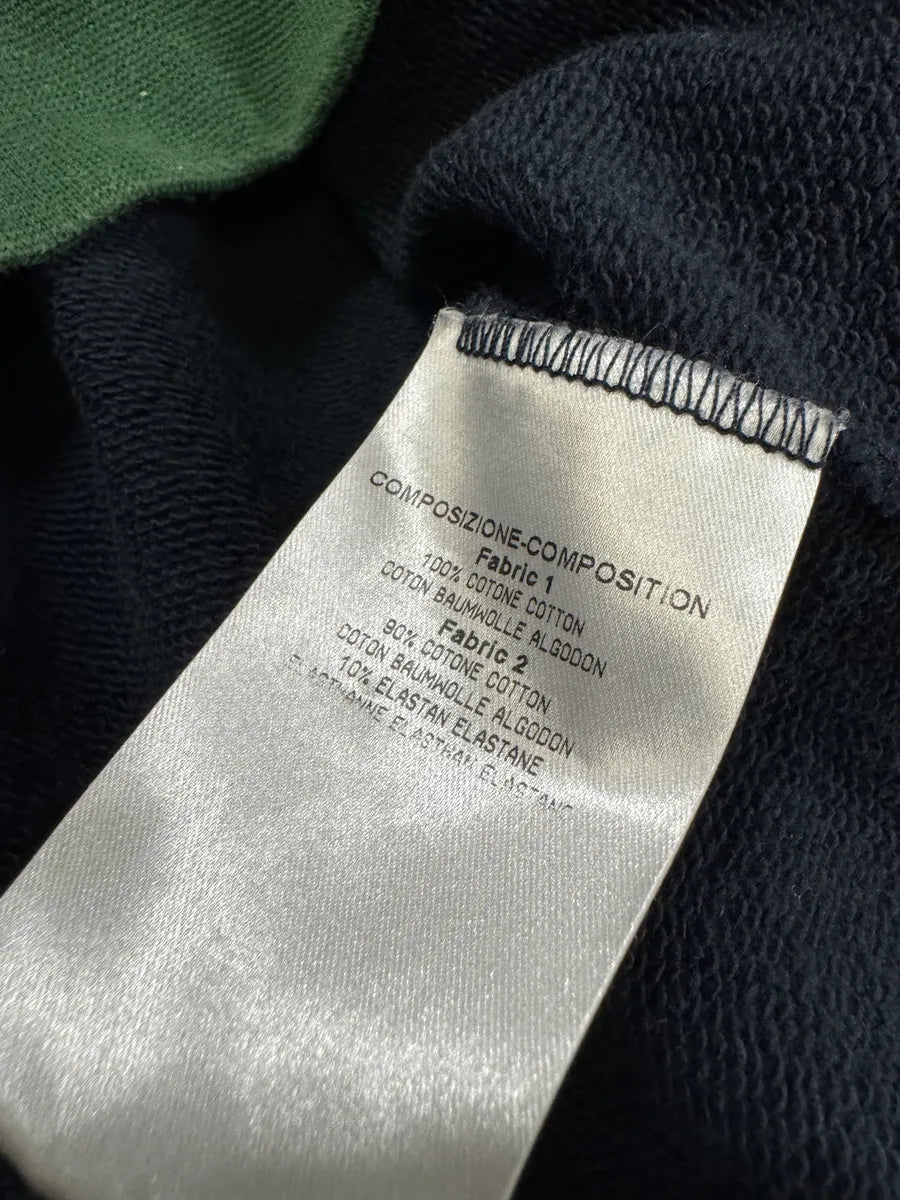 COMPOSIZIONE-COMPOSITION
Fabric 1
100% COTONE COTTON
COTON BAUMWOLLE ALGODON
Fabric 2
90% COTONE COTTON
COTON BAUMWOLLE ALGODON
10% ELASTAN ELASTANE
ELASTHANNE ELASTHAN ELASTANO